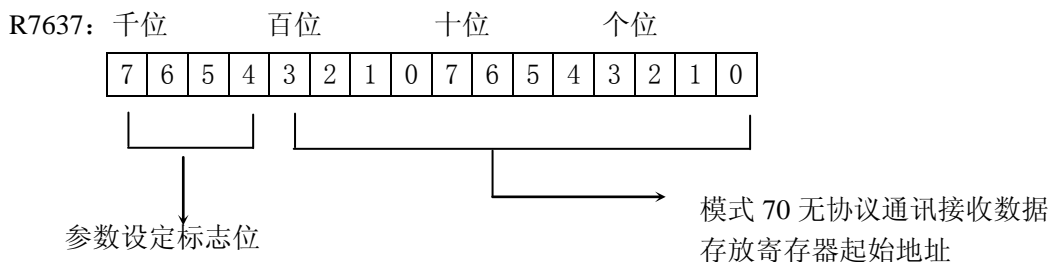 R7637：千位 百位 十位 个位
7 6 5 4 3 2 1 0 7 6 5 4 3 2 1 0
模式 70 无协议通讯接收数据
参数设定标志位
存放寄存器起始地址